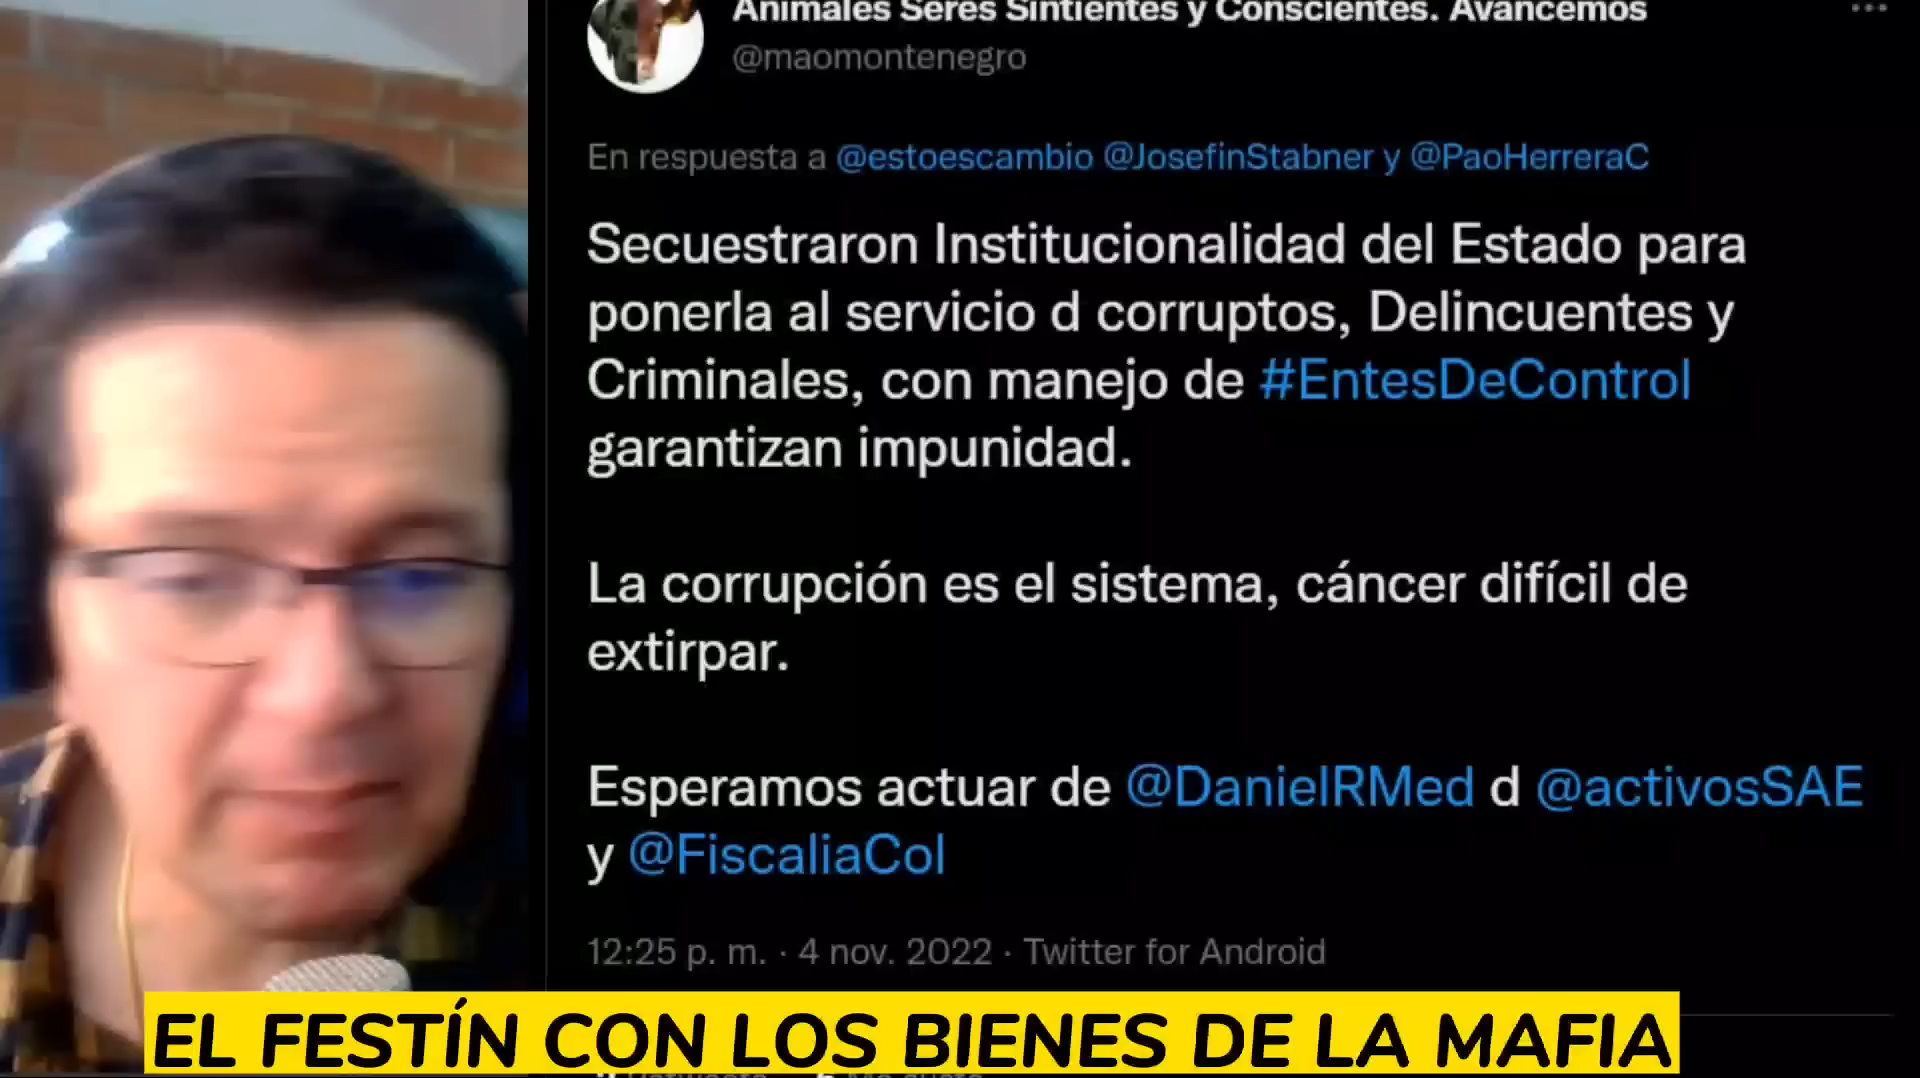 Animales Seres Sintientes y Conscientes. Avancemos
@maomontenegro
En respuesta a @estoescambio @JosefinStabner y @PaoHerreraC
Secuestraron Institucionalidad del Estado para
ponerla al servicio d corruptos, Delincuentes y
Criminales, con manejo de #EntesDeControl
garantizan impunidad.
La corrupción es el sistema, cáncer difícil de
extirpar.
Esperamos actuar de @DanielRMed d @activosSAE
y @FiscaliaCol
12:25 p. m. · 4 nov. 2022 · Twitter for Android
EL FESTÍN CON LOS BIENES DE LA MAFIA